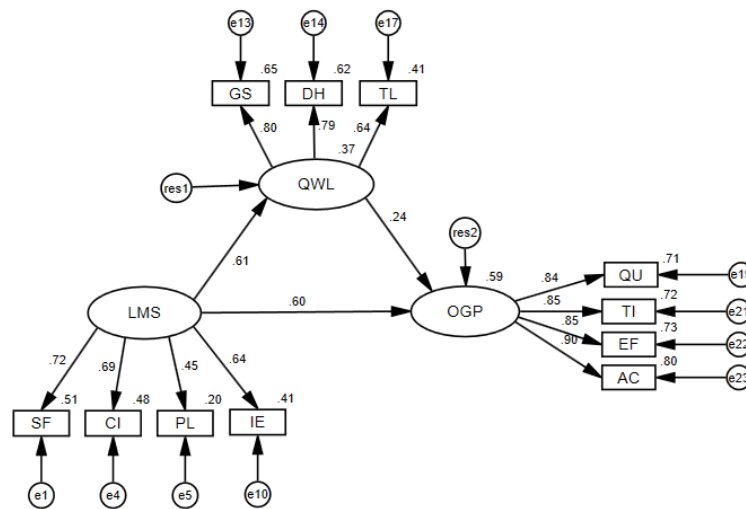 e13 e14 e17
.65 .62 .41
GS DH TL
.80 .79 .64
.37
res1 QWL
.24 res2
.61 .59 .84 .71
QU e19
LMS .60 OGP .85 .72
TI e21
.85 .73
EF e22
.90 .80
AC e23
.72 .69 .45 .64
.51 .48 .20 .41
SF CI PL IE
e1 e4 e5 e10